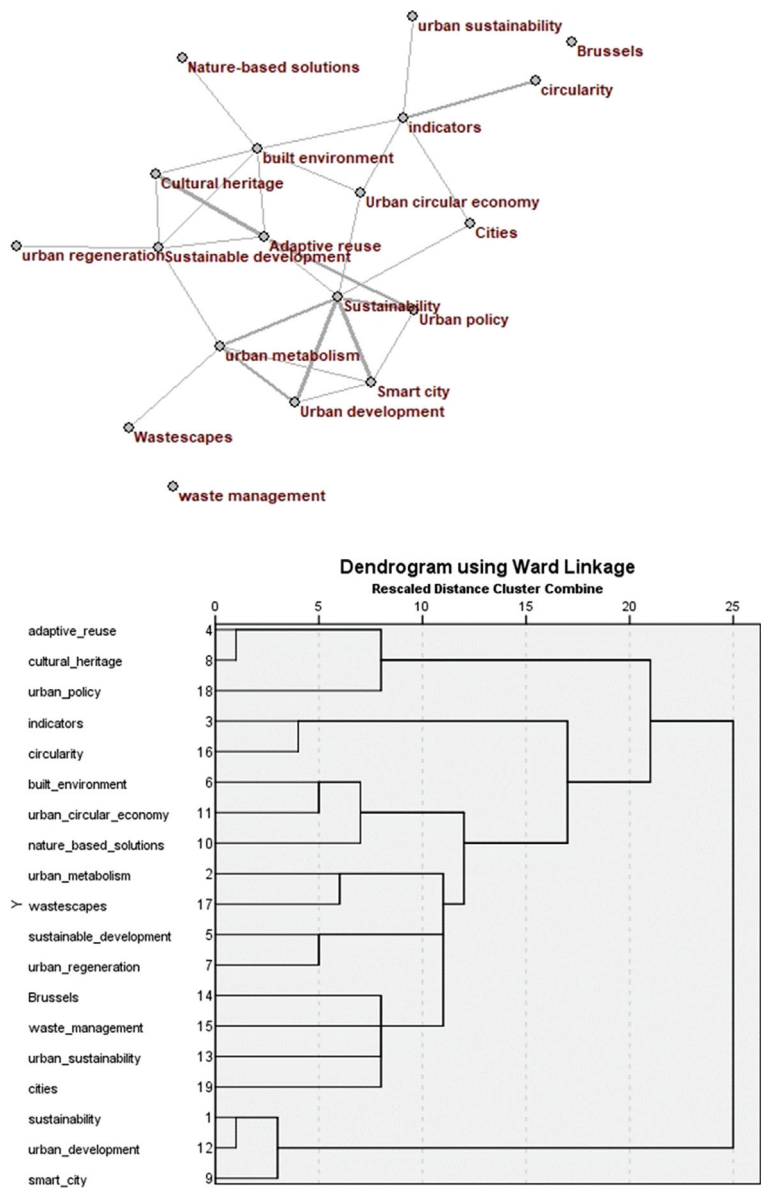 urban sustainability
Brussels
Nature-based solutions
circularity
indicators
built environment
Cultural heritage
Urban circular economy
Cities
Adaptive reuse
urban regeneration
Sustainable development
Sustainability
Urban policy
urban metabolism
Smart city
Urban development
Wastescapes
waste management
Dendrogram using Ward Linkage
Rescaled Distance Cluster Combine
0 5 10 15 20 25
adaptive_reuse 4
cultural_heritage 8
urban_policy 18
indicators 3
circularity 16
built_environment 6
urban_circular_economy 11
nature_based_solutions 10
urban_metabolism 2
Y
wastescapes 17
sustainable_development 5
urban_regeneration 7
Brussels 14
waste_management 15
urban_sustainability 13
cities 19
sustainability 1
urban_development 12
smart_city 9